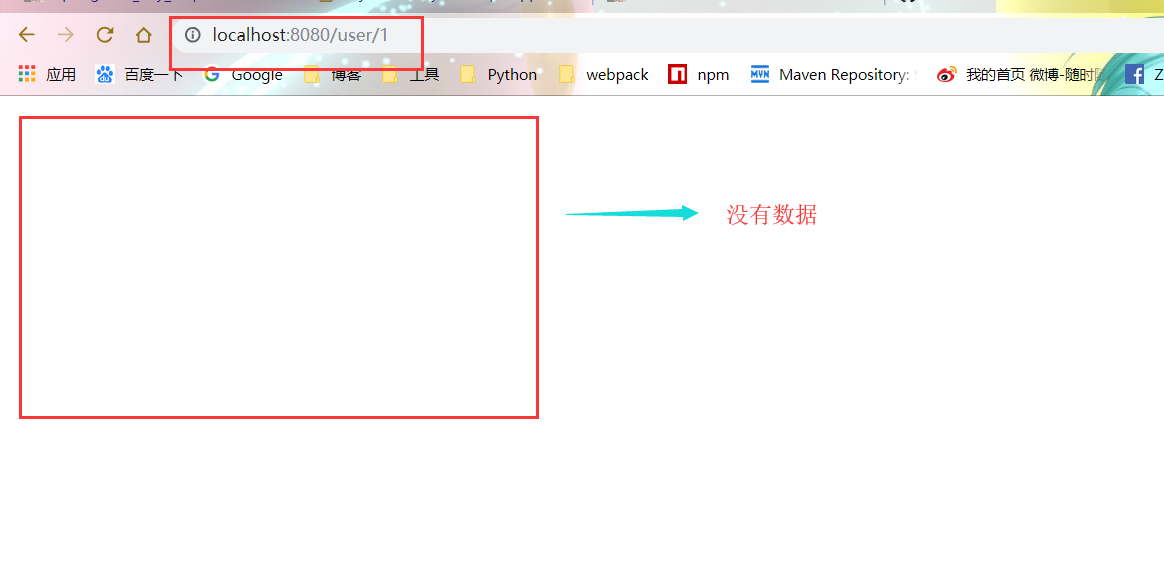 localhost:8080/user/1
应用 百度一下 Google 博客 工具 Python webpack npm Maven Repository: 我的首页 微博-随时 Z
没有数据